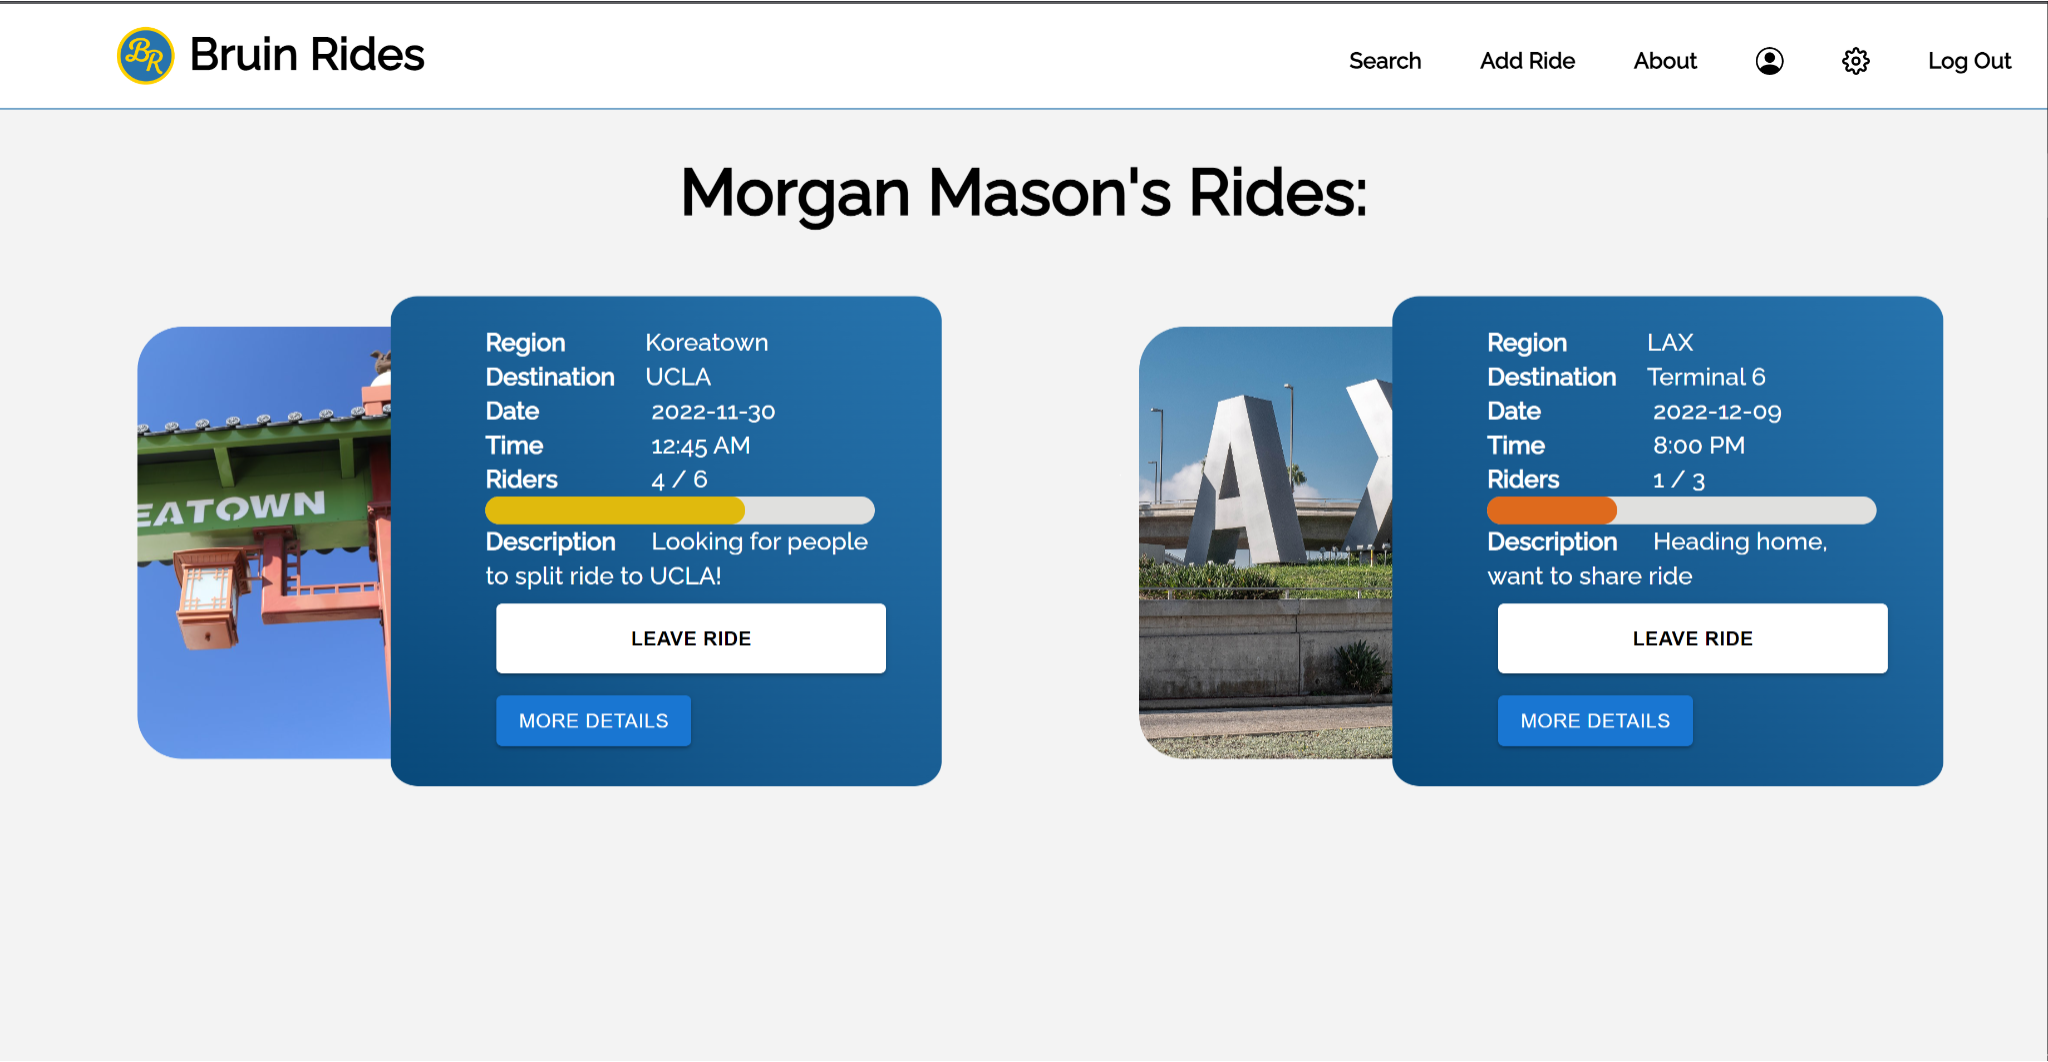 BR Bruin Rides
Search Add Ride About Log Out
Morgan Mason's Rides:
EATOWN
Region Koreatown
Destination UCLA
Date 2022-11-30
Time 12:45 AM
Riders 4 / 6
Description Looking for people
to split ride to UCLA!
LEAVE RIDE
MORE DETAILS
AX
Region LAX
Destination Terminal 6
Date 2022-12-09
Time 8:00 PM
Riders 1 / 3
Description Heading home,
want to share ride
LEAVE RIDE
MORE DETAILS